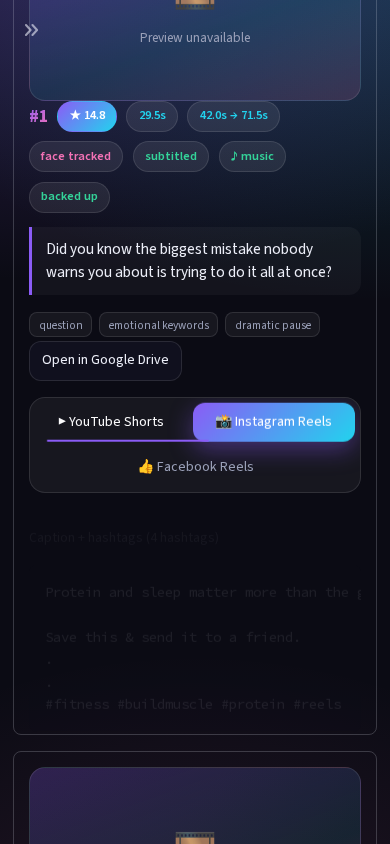 Preview unavailable
#1 ★ 14.8 29.5s 42.0s → 71.5s
face tracked subtitled ♪ music
backed up
Did you know the biggest mistake nobody
warns you about is trying to do it all at once?
question emotional keywords dramatic pause
Open in Google Drive
▶ YouTube Shorts 📸 Instagram Reels
👍 Facebook Reels
Caption + hashtags (4 hashtags)
Protein and sleep matter more than the
Save this & send it to a friend.
.
.
#fitness #buildmuscle #protein #reels